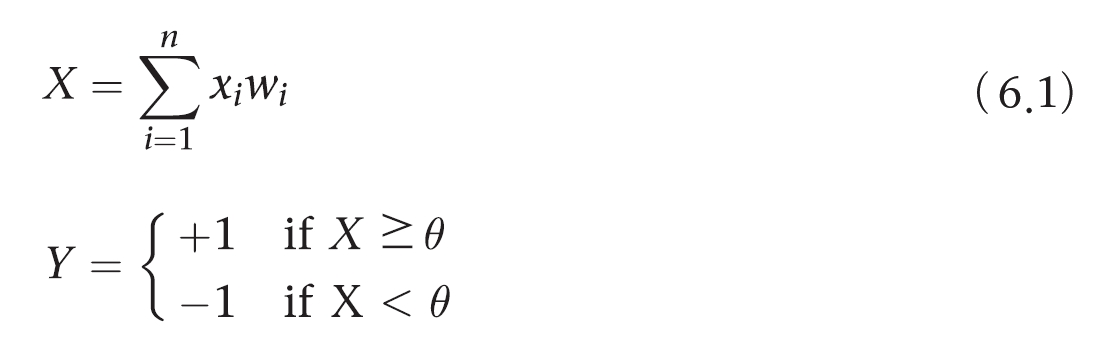 X = \sum_{i=1}^{n} x_i w_i (6.1)
Y = { +1 if X ≥ θ
−1 if X < θ